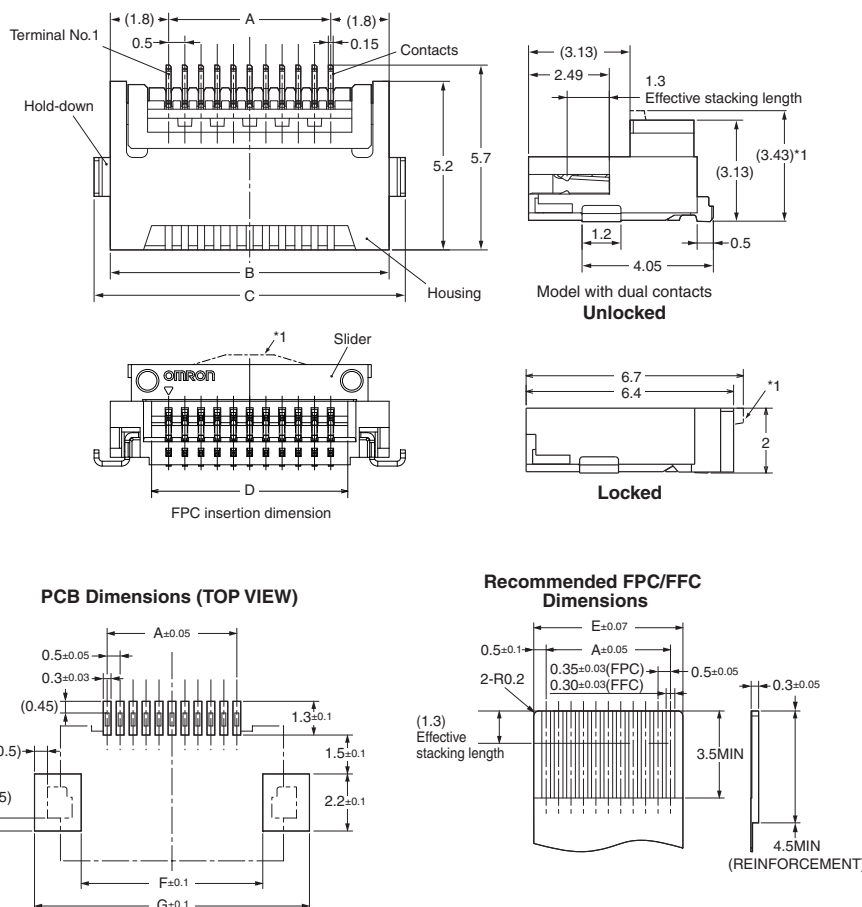 (1.8)
A
(1.8)
Terminal No.1
0.5
0.15
Contacts
Hold-down
5.2
5.7
B
C
Housing
(3.13)
2.49
1.3
Effective stacking length
(3.13)
(3.43)*1
1.2
0.5
4.05
Model with dual contacts
Unlocked
*1
Slider
OMRON
D
FPC insertion dimension
6.7
6.4
*1
2
Locked
PCB Dimensions (TOP VIEW)
A±0.05
0.5±0.05
0.3±0.03
(0.45)
1.3±0.1
1.5±0.1
0.5)
5)
2.2±0.1
F±0.1
G±0.1
Recommended FPC/FFC
Dimensions
E±0.07
0.5±0.1
A±0.05
0.35±0.03(FPC)
0.5±0.05
2-R0.2
0.30±0.03(FFC)
0.3±0.05
(1.3)
Effective
stacking length
3.5MIN
4.5MIN
(REINFORCEMENT)